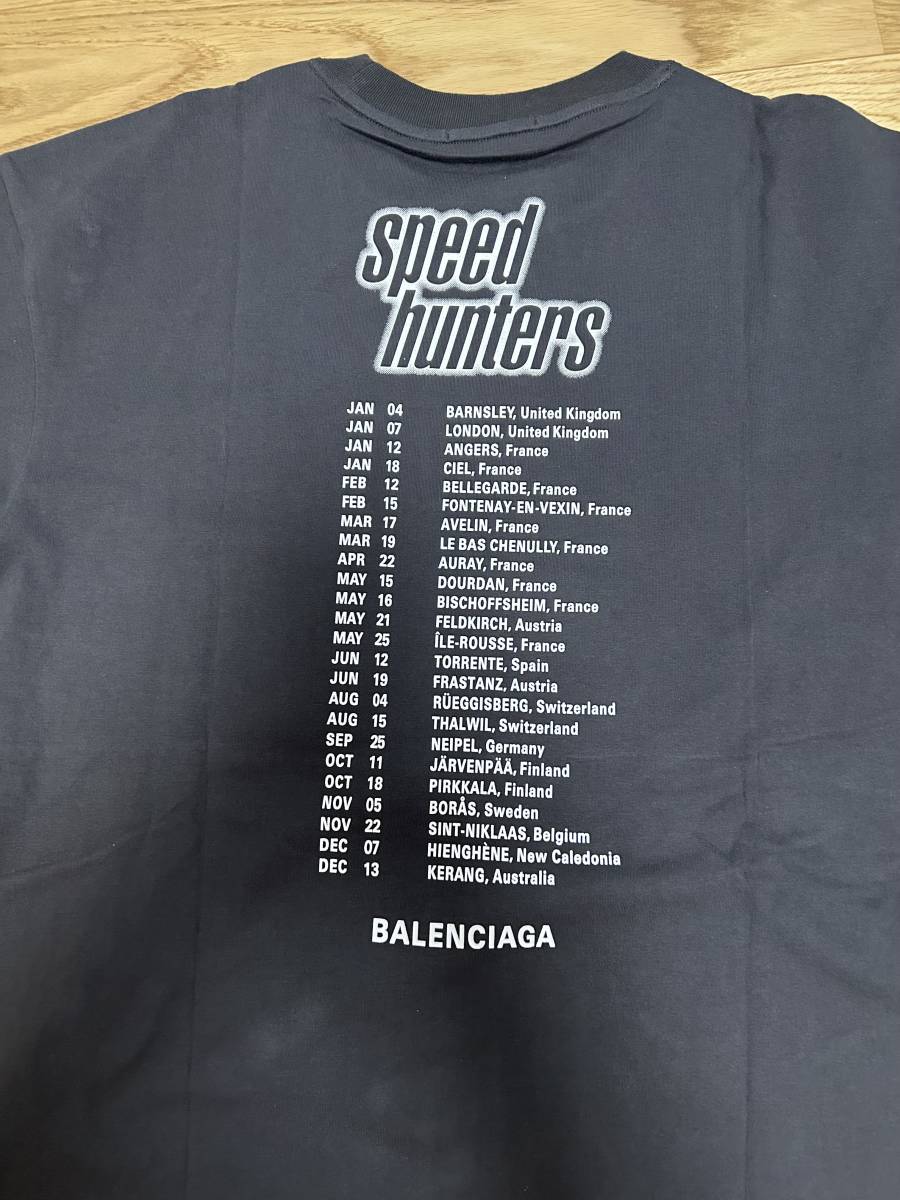 speed
hunters
JAN 04 BARNSLEY, United Kingdom
JAN 07 LONDON, United Kingdom
JAN 12 ANGERS, France
JAN 18 CIEL, France
FEB 12 BELLEGARDE, France
FEB 15 FONTENAY-EN-VEXIN, France
MAR 17 AVELIN, France
MAR 19 LE BAS CHENULLY, France
APR 22 AURAY, France
MAY 15 DOURDAN, France
MAY 16 BISCHOFFSHEIM, France
MAY 21 FELDKIRCH, Austria
MAY 25 ÎLE-ROUSSE, France
JUN 12 TORRENTE, Spain
JUN 19 FRASTANZ, Austria
AUG 04 RÜEGGISBERG, Switzerland
AUG 15 THALWIL, Switzerland
SEP 25 NEIPEL, Germany
OCT 11 JÄRVENPÄÄ, Finland
OCT 18 PIRKKALA, Finland
NOV 05 BORÅS, Sweden
NOV 22 SINT-NIKLAAS, Belgium
DEC 07 HIENGHÈNE, New Caledonia
DEC 13 KERANG, Australia
BALENCIAGA